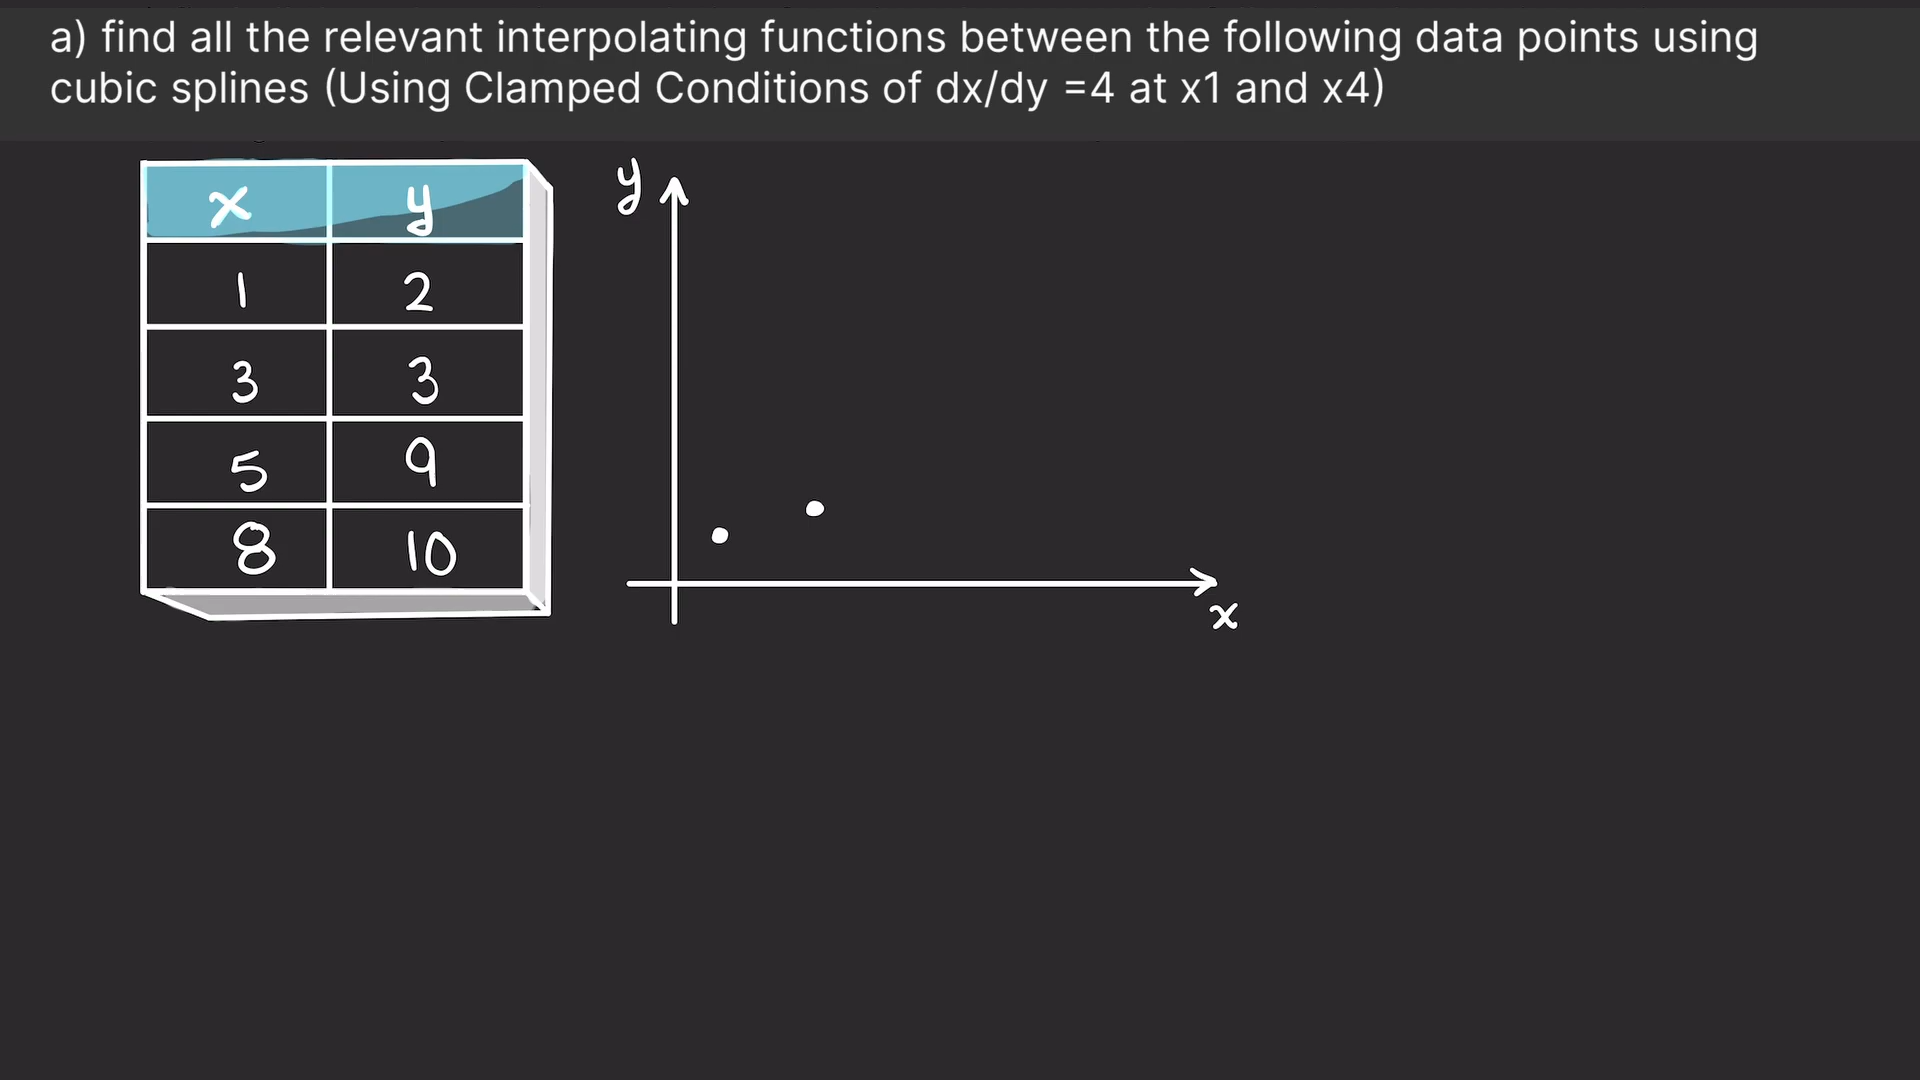 a) find all the relevant interpolating functions between the following data points using
cubic splines (Using Clamped Conditions of dx/dy =4 at x1 and x4)
x y
1 2
3 3
5 9
8 10
y
x